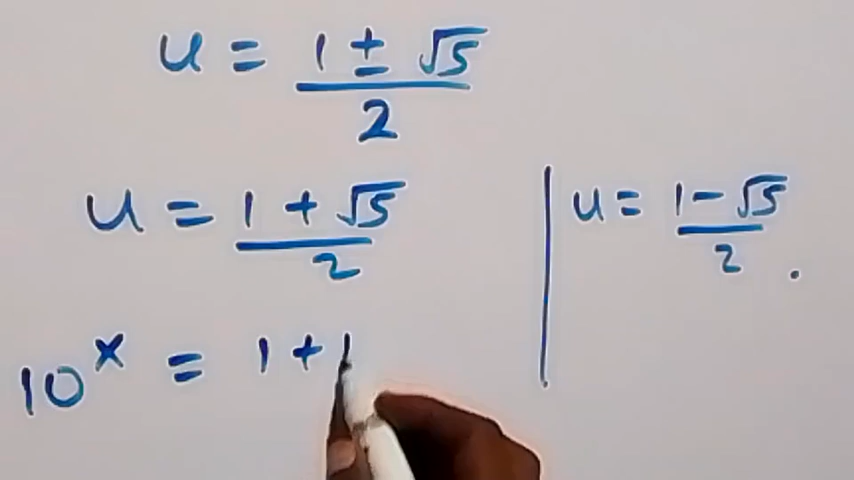 u = 1 ± √5 / 2
u = 1 + √5 / 2
u = 1 - √5 / 2 .
10^x = 1 +